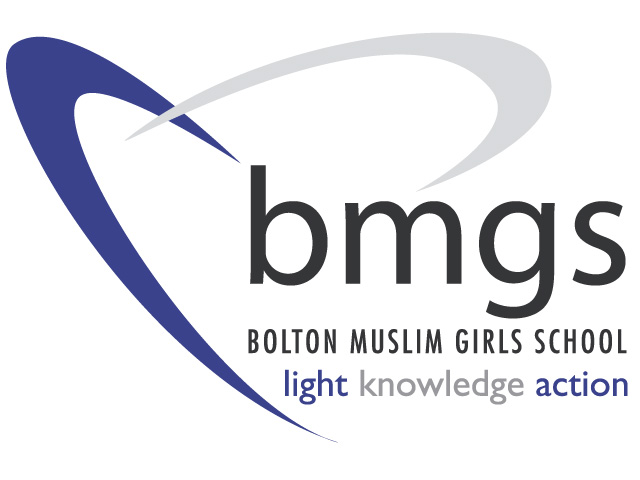 bmgs
BOLTON MUSLIM GIRLS SCHOOL
light knowledge action